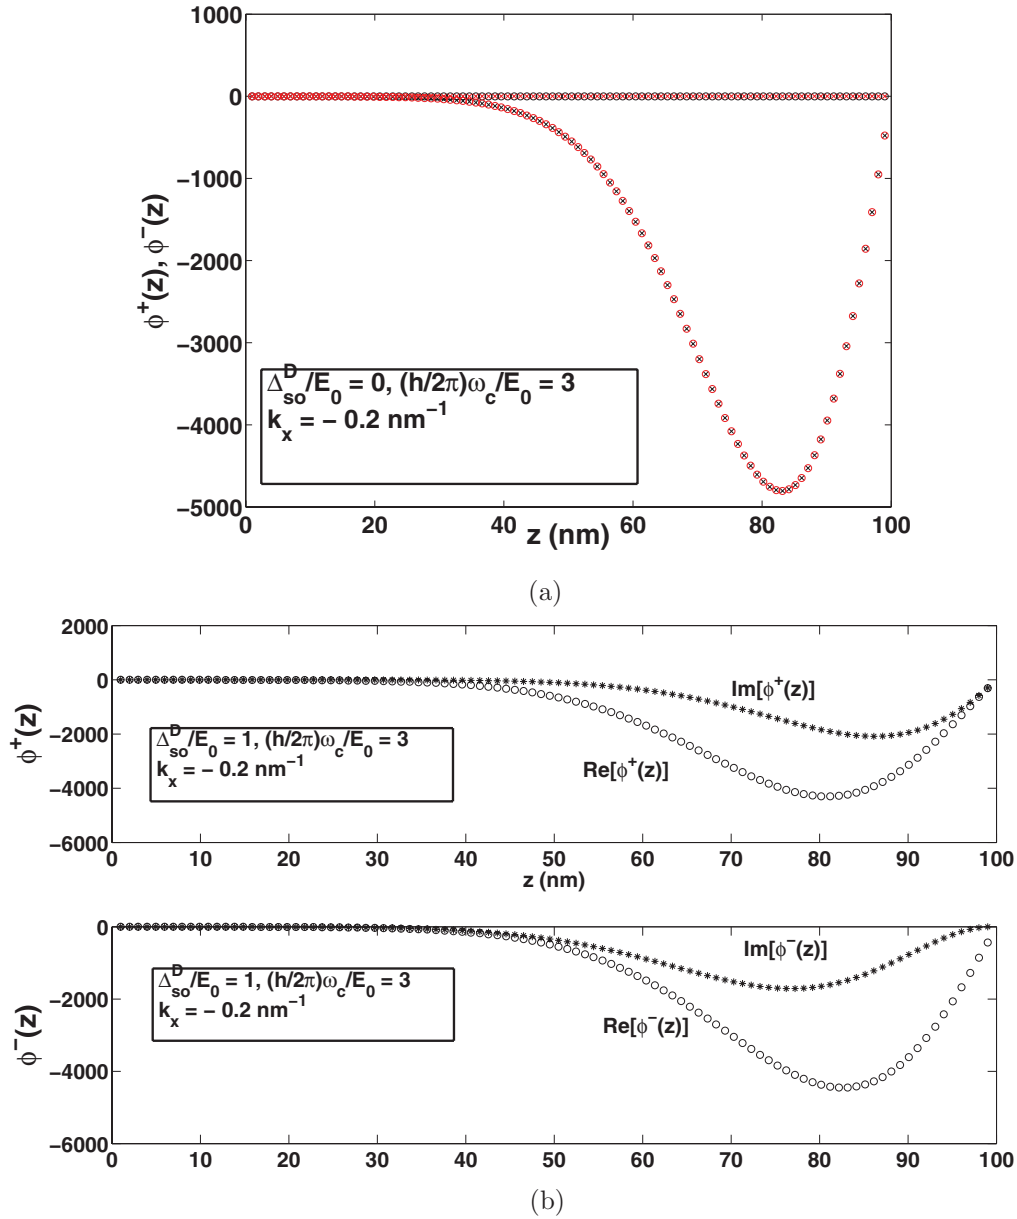 1000
0
−1000
−2000
−3000
−4000
−5000
ϕ⁺(z), ϕ⁻(z)
Δ_so^D/E_0 = 0, (h/2π)ω_c/E_0 = 3
k_x = − 0.2 nm⁻¹
0 20 40 60 80 100
z (nm)
(a)
2000
0
−2000
−4000
−6000
ϕ⁺(z)
Im[ϕ⁺(z)]
Δ_so^D/E_0 = 1, (h/2π)ω_c/E_0 = 3
k_x = − 0.2 nm⁻¹
Re[ϕ⁺(z)]
0 10 20 30 40 50 60 70 80 90 100
z (nm)
0
−2000
−4000
−6000
ϕ⁻(z)
Im[ϕ⁻(z)]
Δ_so^D/E_0 = 1, (h/2π)ω_c/E_0 = 3
k_x = − 0.2 nm⁻¹
Re[ϕ⁻(z)]
0 10 20 30 40 50 60 70 80 90 100
(b)